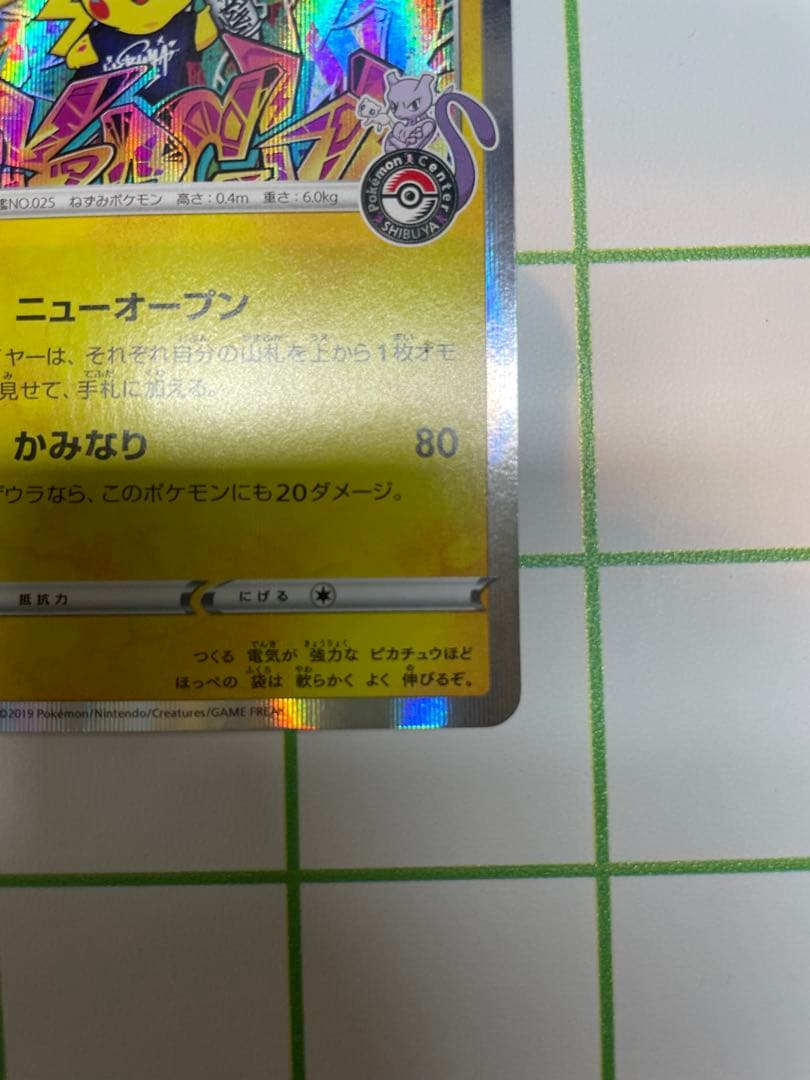 Pokémon Center
SHIBUYA
NO.025 ねずみポケモン 高さ:0.4m 重さ:6.0kg
ニューオープン
ヤーは、それぞれ自分の山札を上から1枚オモ
見せて、手札に加える。
かみなり 80
ウラなら、このポケモンにも20ダメージ。
抵抗力 にげる
つくる 電気が 強力な ピカチュウほど
ほっぺの 袋は 軟らかく よく 伸びるぞ。
©2019 Pokémon/Nintendo/Creatures/GAME FREAK